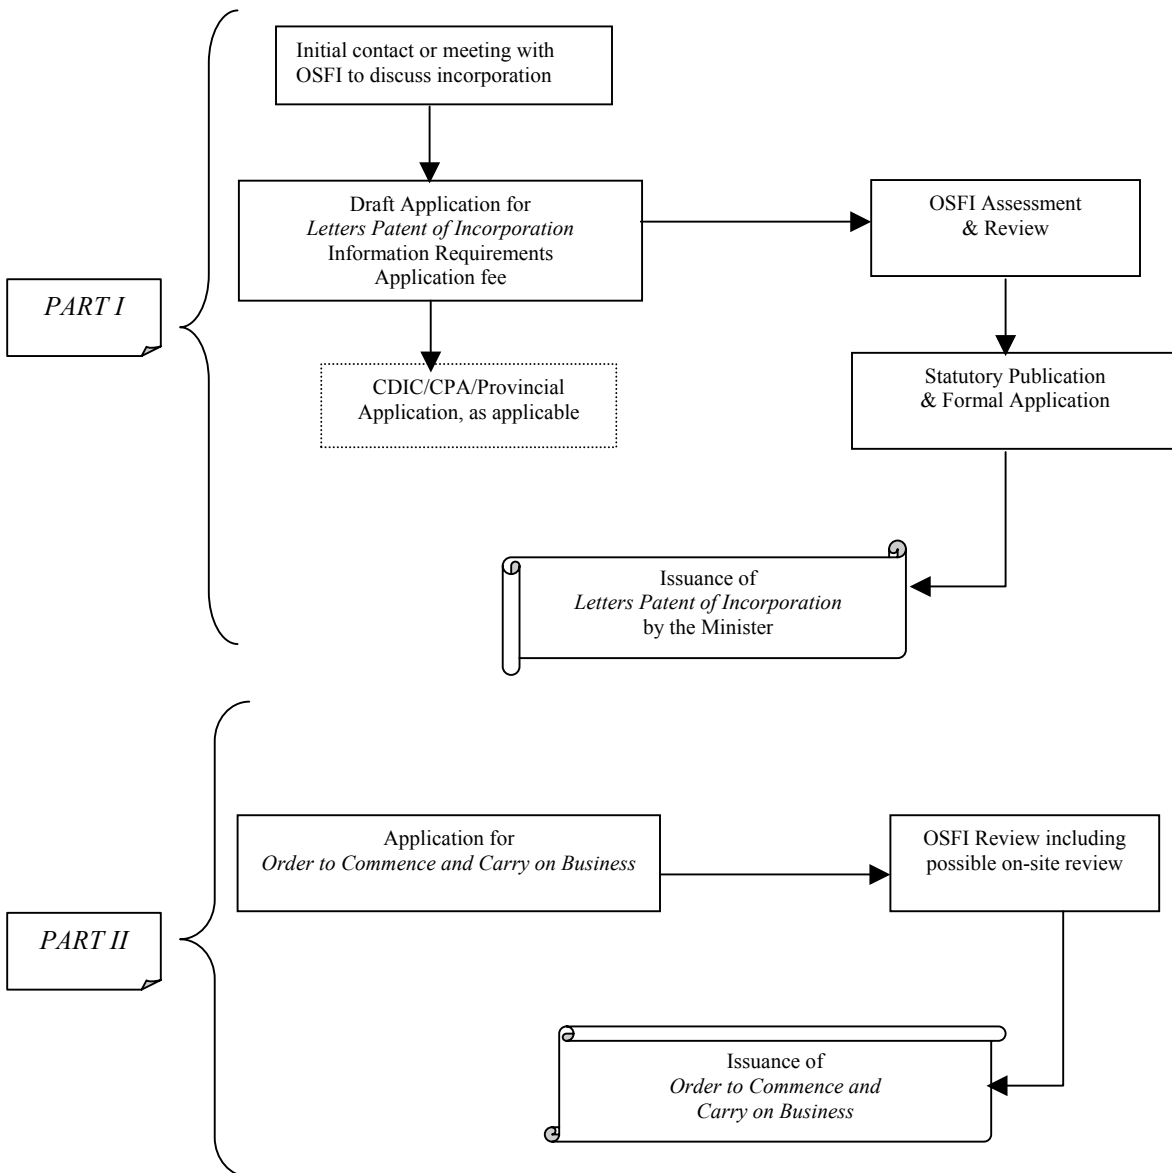 Initial contact or meeting with
OSFI to discuss incorporation
Draft Application for
Letters Patent of Incorporation
Information Requirements
Application fee
OSFI Assessment
& Review
PART I
CDIC/CPA/Provincial
Application, as applicable
Statutory Publication
& Formal Application
Issuance of
Letters Patent of Incorporation
by the Minister
Application for
Order to Commence and Carry on Business
OSFI Review including
possible on-site review
PART II
Issuance of
Order to Commence and
Carry on Business